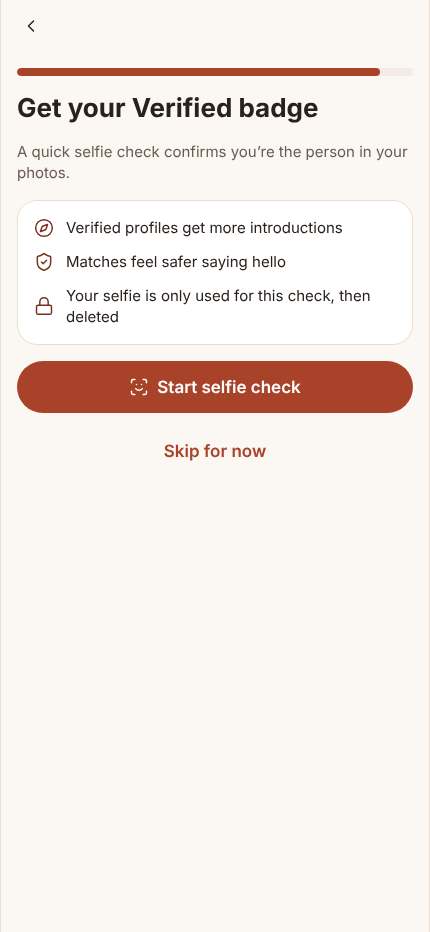 Get your Verified badge
A quick selfie check confirms you’re the person in your
photos.
Verified profiles get more introductions
Matches feel safer saying hello
Your selfie is only used for this check, then
deleted
Start selfie check
Skip for now